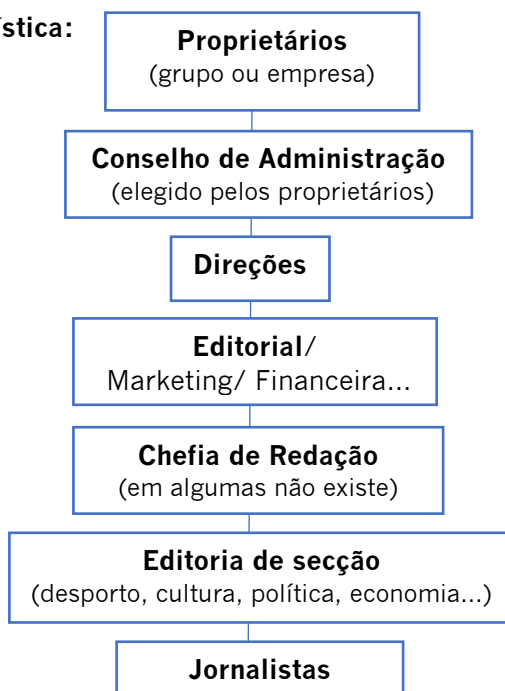 ística:
Proprietários
(grupo ou empresa)
Conselho de Administração
(elegido pelos proprietários)
Direções
Editorial/
Marketing/ Financeira...
Chefia de Redação
(em algumas não existe)
Editoria de secção
(desporto, cultura, política, economia...)
Jornalistas